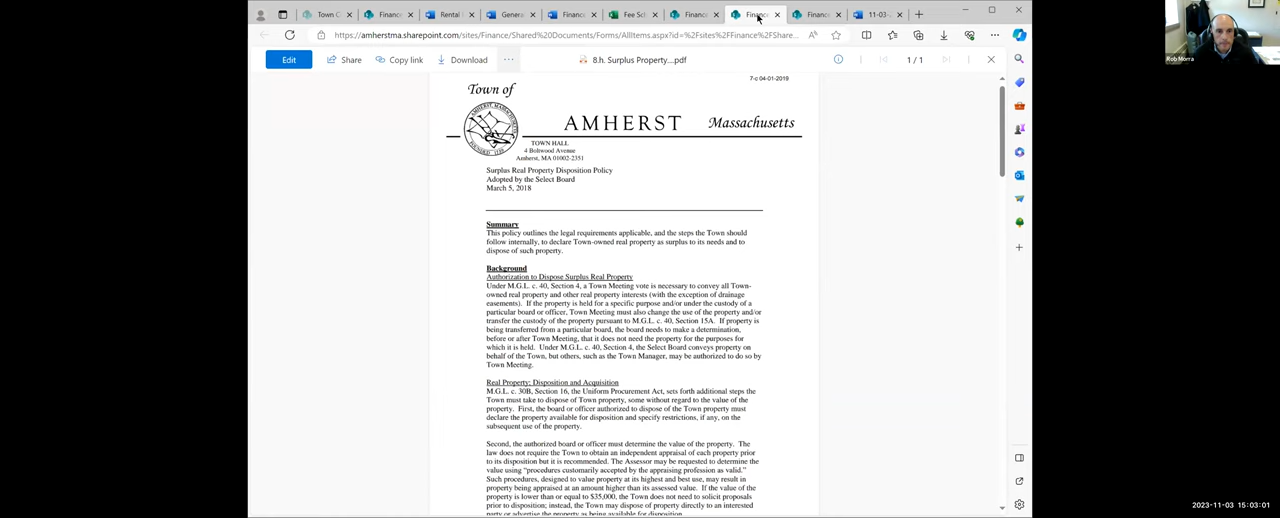 Town C
Finance
Rental
Genera
Finance
Fee Sc
Finance
Finance
Finance
11-03-
https://amherstma.sharepoint.com/sites/Finance/Shared%20Documents/Forms/AllItems.aspx?id=%2Fsites%2FFinance%2FShare...
Edit
Share
Copy link
Download
8.h. Surplus Property....pdf
1 / 1
Rob Morra
7-c 04-01-2019
Town of
AMHERST Massachusetts
TOWN HALL
4 Boltwood Avenue
Amherst, MA 01002-2351
Surplus Real Property Disposition Policy
Adopted by the Select Board
March 5, 2018
Summary
This policy outlines the legal requirements applicable, and the steps the Town should
follow internally, to declare Town-owned real property as surplus to its needs and to
dispose of such property.
Background
Authorization to Dispose Surplus Real Property
Under M.G.L. c. 40, Section 4, a Town Meeting vote is necessary to convey all Town-
owned real property and other real property interests (with the exception of drainage
easements). If the property is held for a specific purpose and/or under the custody of a
particular board or officer, Town Meeting must also change the use of the property and/or
transfer the custody of the property pursuant to M.G.L. c. 40, Section 15A. If property is
being transferred from a particular board, the board needs to make a determination,
before or after Town Meeting, that it does not need the property for the purposes for
which it is held. Under M.G.L. c. 40, Section 4, the Select Board conveys property on
behalf of the Town, but others, such as the Town Manager, may be authorized to do so by
Town Meeting.
Real Property: Disposition and Acquisition
M.G.L. c. 30B, Section 16, the Uniform Procurement Act, sets forth additional steps the
Town must take to dispose of Town property, some without regard to the value of the
property. First, the board or officer authorized to dispose of the Town property must
declare the property available for disposition and specify restrictions, if any, on the
subsequent use of the property.
Second, the authorized board or officer must determine the value of the property. The
law does not require the Town to obtain an independent appraisal of each property prior
to its disposition but it is recommended. The Assessor may be requested to determine the
value using "procedures customarily accepted by the appraising profession as valid."
Such procedures, designed to value property at its highest and best use, may result in
property being appraised at an amount higher than its assessed value. If the value of the
property is lower than or equal to $35,000, the Town does not need to solicit proposals
prior to disposition; instead, the Town may dispose of property directly to an interested
party or advertise the property as being available for disposition.
2023-11-03 15:03:01